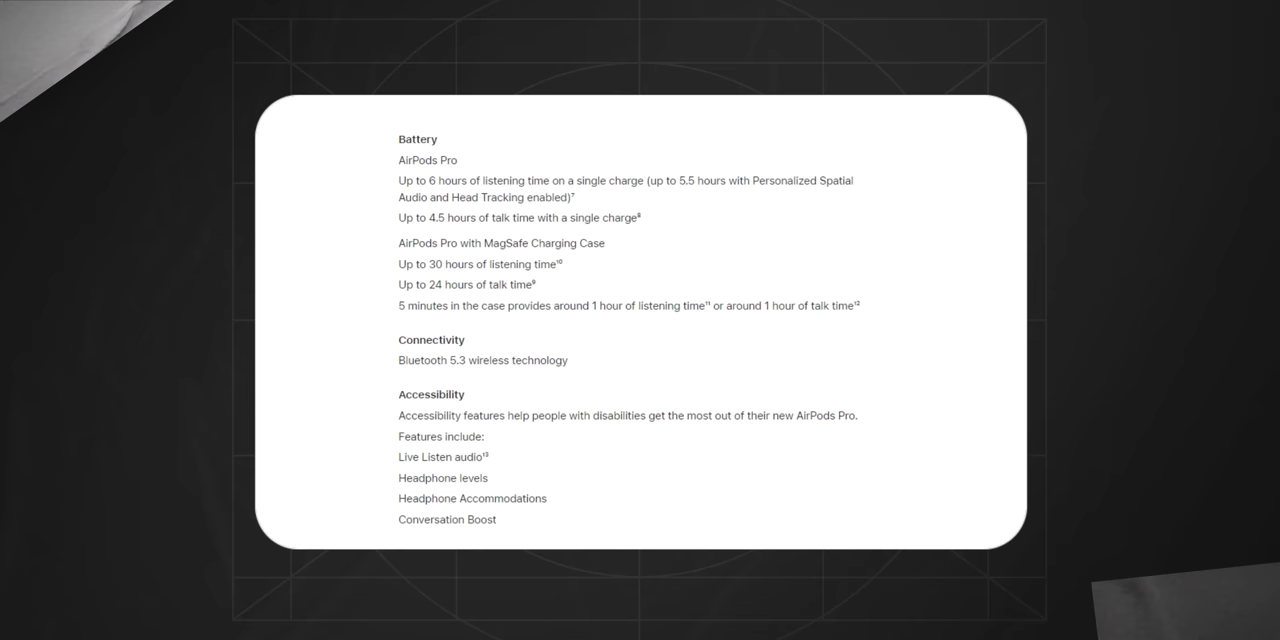 Battery
AirPods Pro
Up to 6 hours of listening time on a single charge (up to 5.5 hours with Personalized Spatial
Audio and Head Tracking enabled)⁷
Up to 4.5 hours of talk time with a single charge⁸
AirPods Pro with MagSafe Charging Case
Up to 30 hours of listening time¹⁰
Up to 24 hours of talk time⁹
5 minutes in the case provides around 1 hour of listening time¹¹ or around 1 hour of talk time¹²
Connectivity
Bluetooth 5.3 wireless technology
Accessibility
Accessibility features help people with disabilities get the most out of their new AirPods Pro.
Features include:
Live Listen audio¹³
Headphone levels
Headphone Accommodations
Conversation Boost